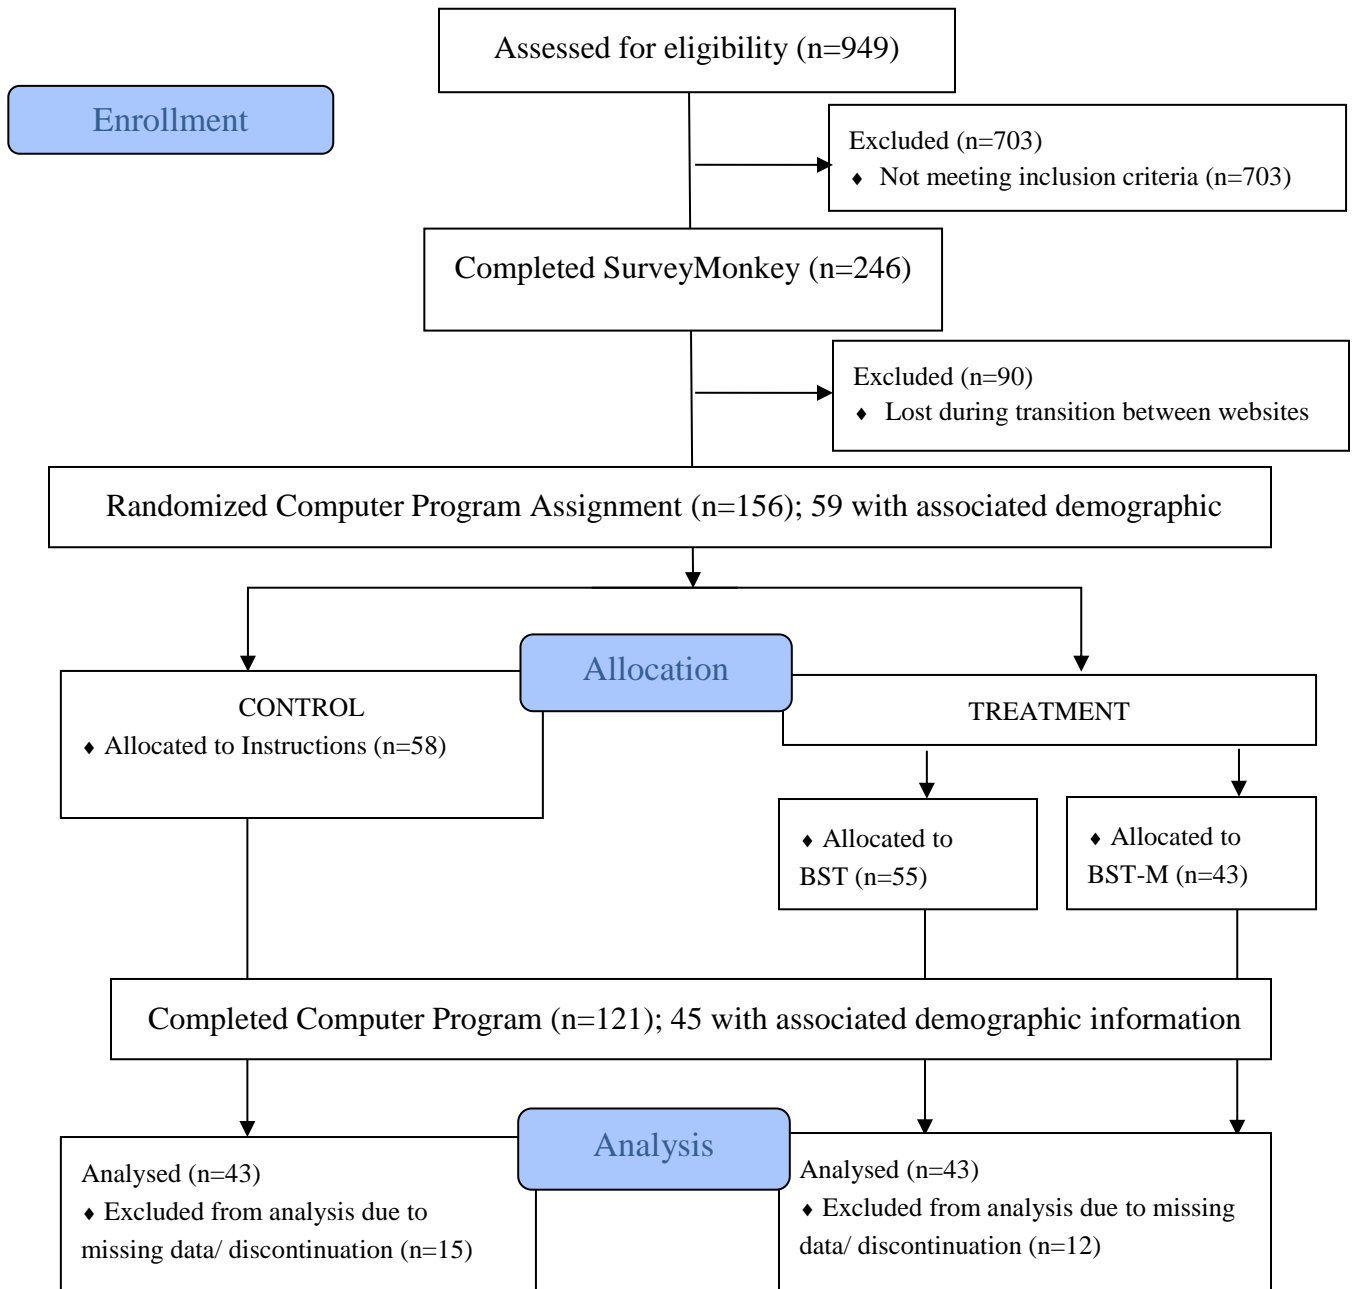 Assessed for eligibility (n=949)
Enrollment
Excluded (n=703)
♦ Not meeting inclusion criteria (n=703)
Completed SurveyMonkey (n=246)
Excluded (n=90)
♦ Lost during transition between websites
Randomized Computer Program Assignment (n=156); 59 with associated demographic
Allocation
CONTROL
♦ Allocated to Instructions (n=58)
TREATMENT
♦ Allocated to
BST (n=55)
♦ Allocated to
BST-M (n=43)
Completed Computer Program (n=121); 45 with associated demographic information
Analysis
Analysed (n=43)
♦ Excluded from analysis due to
missing data/ discontinuation (n=15)
Analysed (n=43)
♦ Excluded from analysis due to missing
data/ discontinuation (n=12)